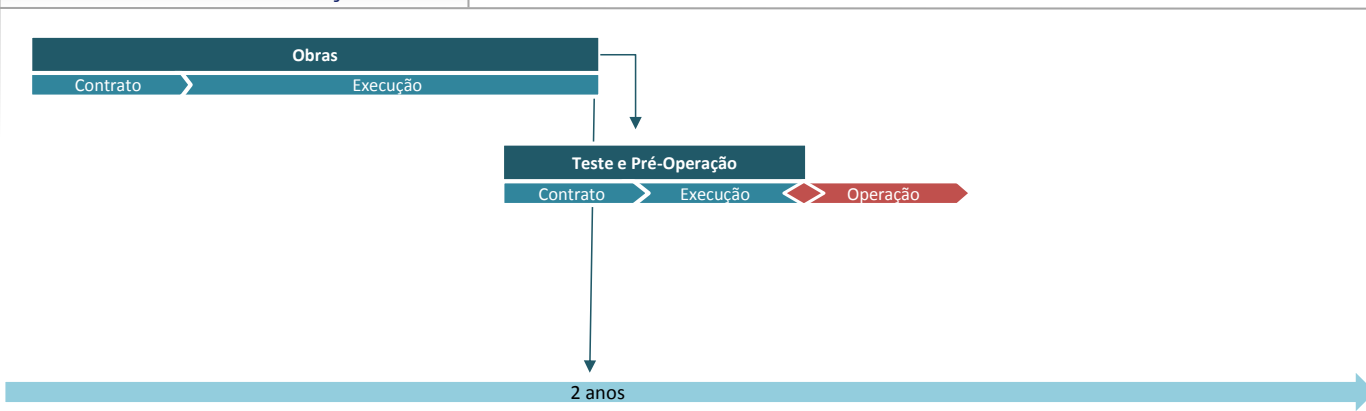 Obras
Contrato
Execução
Teste e Pré-Operação
Contrato
Execução
Operação
2 anos